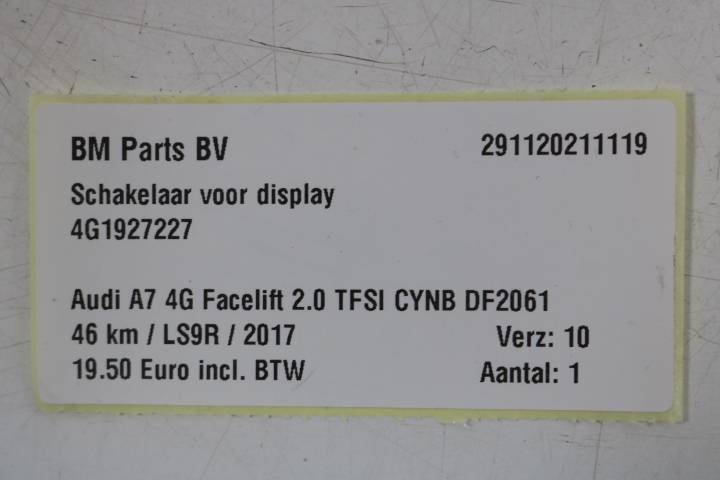 BM Parts BV 291120211119
Schakelaar voor display
4G1927227
Audi A7 4G Facelift 2.0 TFSI CYNB DF2061
46 km / LS9R / 2017 Verz: 10
19.50 Euro incl. BTW Aantal: 1